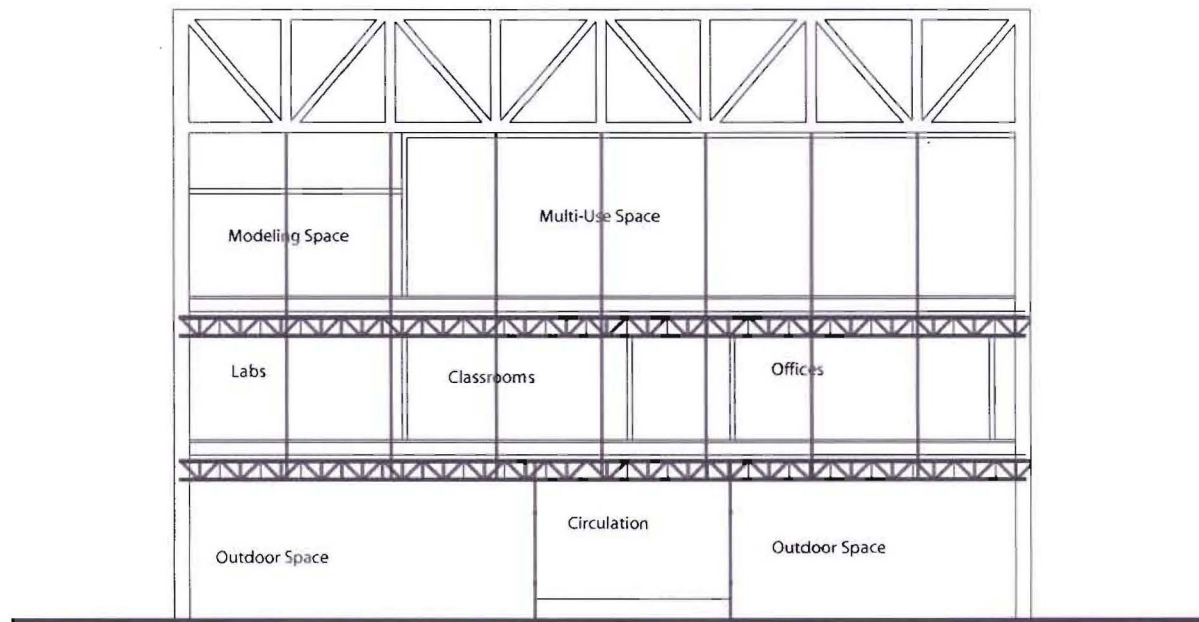 Multi-Use Space
Modeling Space
Labs
Classrooms
Offices
Circulation
Outdoor Space
Outdoor Space